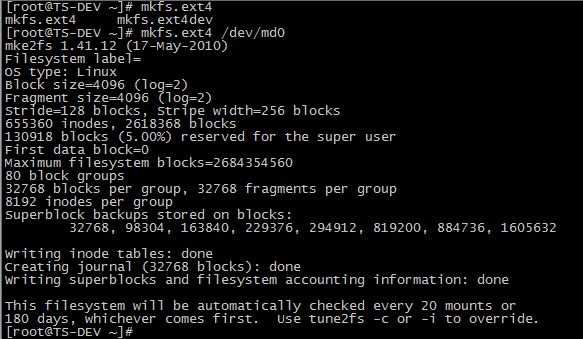 [root@TS-DEV ~]# mkfs.ext4
mkfs.ext4     mkfs.ext4dev
[root@TS-DEV ~]# mkfs.ext4 /dev/md0
mke2fs 1.41.12 (17-May-2010)
Filesystem label=
OS type: Linux
Block size=4096 (log=2)
Fragment size=4096 (log=2)
Stride=128 blocks, Stripe width=256 blocks
655360 inodes, 2618368 blocks
130918 blocks (5.00%) reserved for the super user
First data block=0
Maximum filesystem blocks=2684354560
80 block groups
32768 blocks per group, 32768 fragments per group
8192 inodes per group
Superblock backups stored on blocks:
        32768, 98304, 163840, 229376, 294912, 819200, 884736, 1605632

Writing inode tables: done
Creating journal (32768 blocks): done
Writing superblocks and filesystem accounting information: done

This filesystem will be automatically checked every 20 mounts or
180 days, whichever comes first.  Use tune2fs -c or -i to override.
[root@TS-DEV ~]#